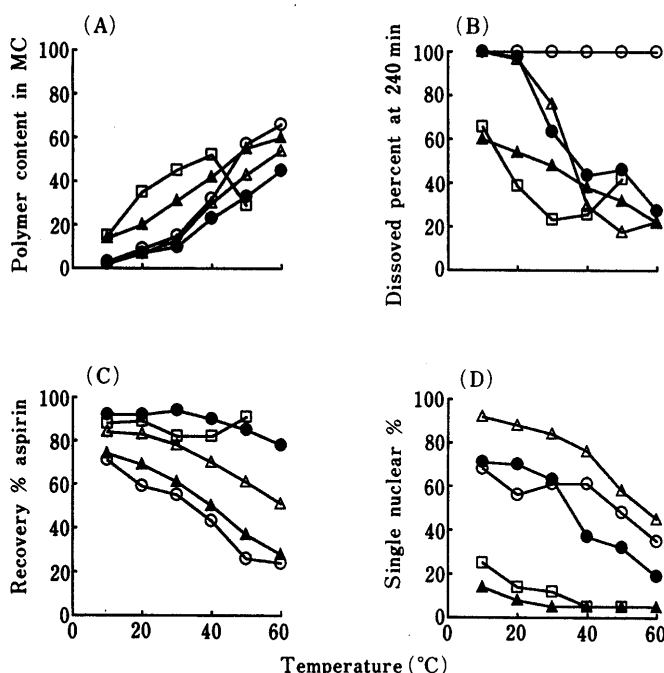 (A)
Polymer content in MC
100
80
60
40
20
0
(B)
Dissoved percent at 240 min
100
80
60
40
20
0
(C)
Recovery % aspirin
100
80
60
40
20
0
0 20 40 60
(D)
Single nuclear %
100
80
60
40
20
0
0 20 40 60
Temperature (°C)